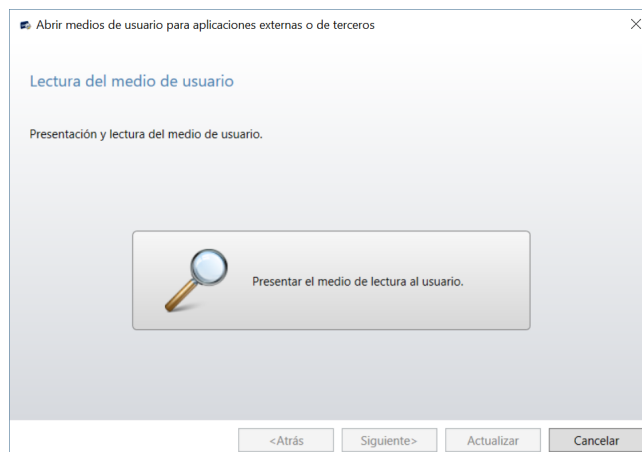 Abrir medios de usuario para aplicaciones externas o de terceros
Lectura del medio de usuario
Presentación y lectura del medio de usuario.
Presentar el medio de lectura al usuario.
<Atrás
Siguiente>
Actualizar
Cancelar